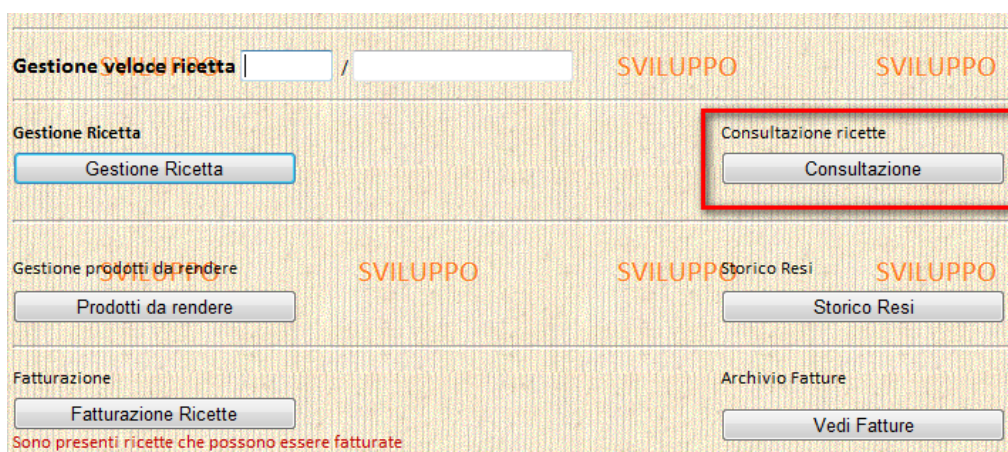 Gestione veloce ricetta /
SVILUPPO SVILUPPO SVILUPPO
Gestione Ricetta
Consultazione ricette
Gestione Ricetta
Consultazione
Gestione prodotti da rendere
Storico Resi
SVILUPPO SVILUPPO SVILUPPO SVILUPPO
Prodotti da rendere
Storico Resi
Fatturazione
Archivio Fatture
Fatturazione Ricette
Vedi Fatture
Sono presenti ricette che possono essere fatturate